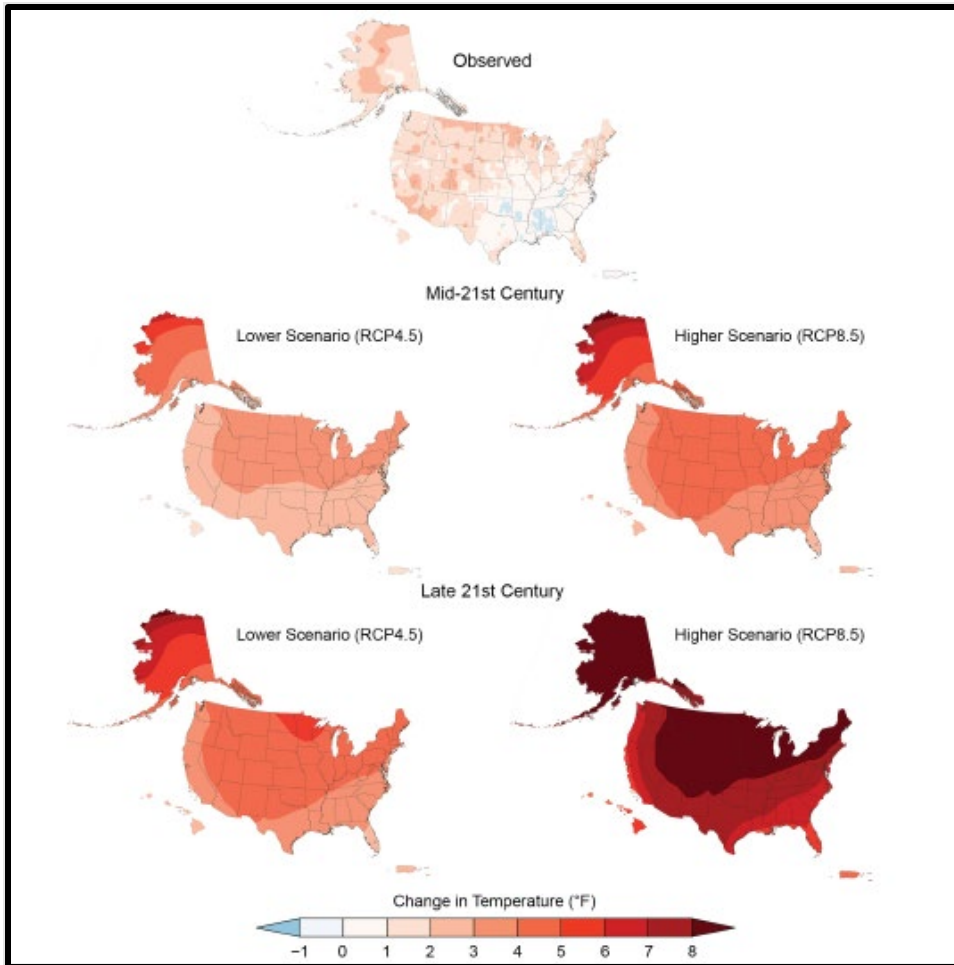 Observed
Mid-21st Century
Lower Scenario (RCP4.5)
Higher Scenario (RCP8.5)
Late 21st Century
Lower Scenario (RCP4.5)
Higher Scenario (RCP8.5)
Change in Temperature (°F)
−1 0 1 2 3 4 5 6 7 8